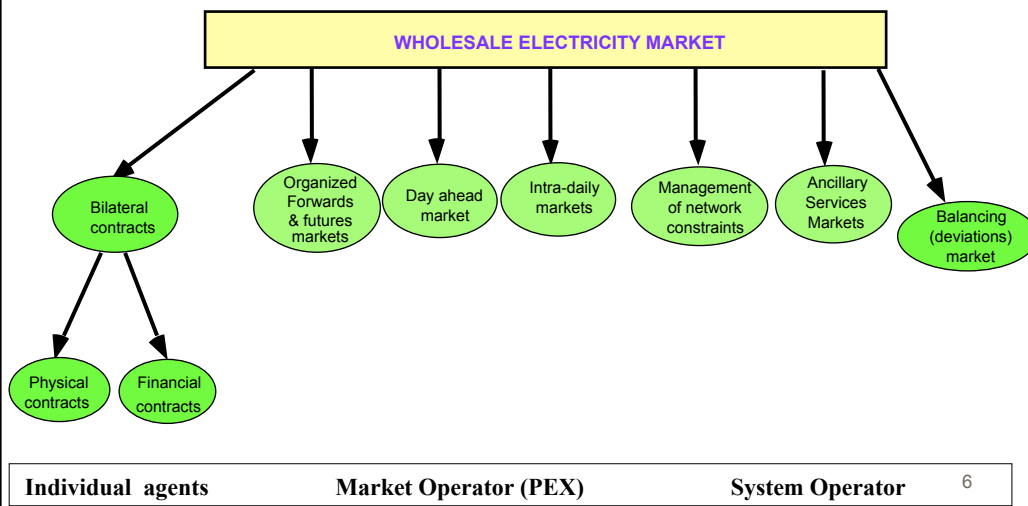 WHOLESALE ELECTRICITY MARKET
Bilateral
contracts
Organized
Forwards
& futures
markets
Day ahead
market
Intra-daily
markets
Management
of network
constraints
Ancillary
Services
Markets
Balancing
(deviations)
market
Physical
contracts
Financial
contracts
Individual agents Market Operator (PEX) System Operator 6